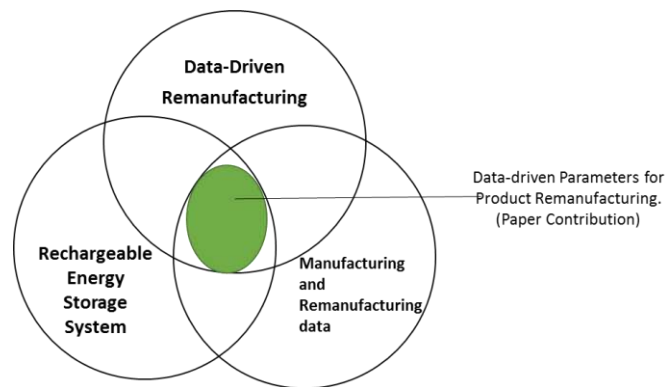 Data-Driven
Remanufacturing
Data-driven Parameters for
Product Remanufacturing.
(Paper Contribution)
Rechargeable
Energy
Storage
System
Manufacturing
and
Remanufacturing
data